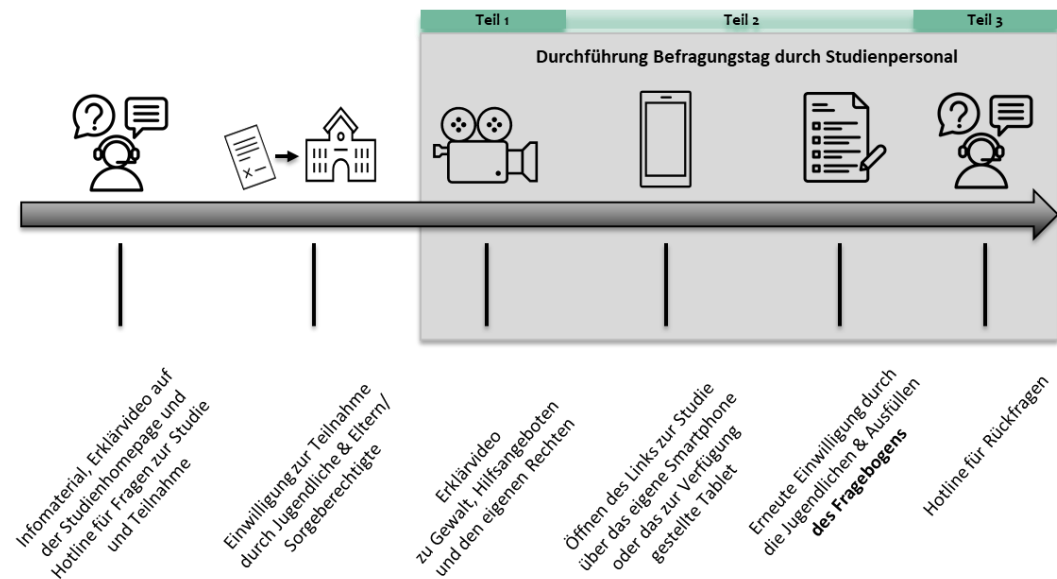 Teil 1
Teil 2
Teil 3
Durchführung Befragungstag durch Studienpersonal
Infomaterial, Erklärvideo auf
der Studienhomepage und
Hotline für Fragen zur Studie
und Teilnahme
Einwilligung zur Teilnahme
durch Jugendliche & Eltern/
Sorgeberechtigte
Erklärvideo
zu Gewalt, Hilfsangeboten
und den eigenen Rechten
Öffnen des Links zur Studie
über das eigene Smartphone
oder das zur Verfügung
gestellte Tablet
Erneute Einwilligung durch
die Jugendlichen & Ausfüllen
des Fragebogens
Hotline für Rückfragen